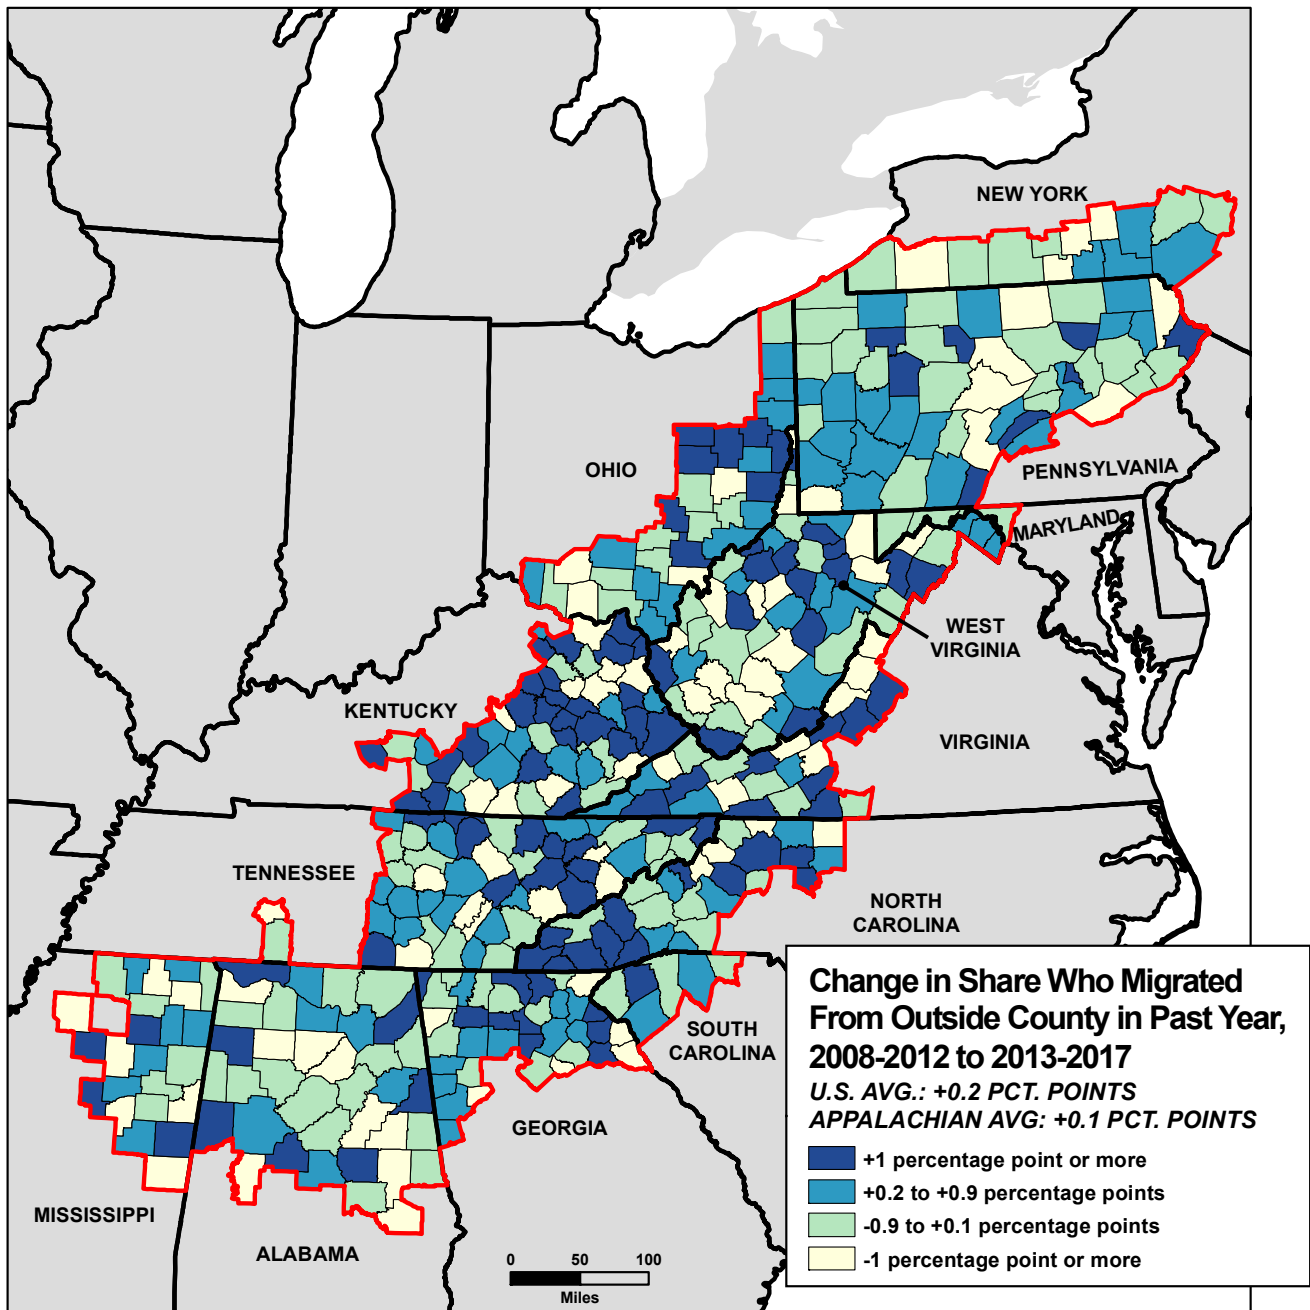 NEW YORK
OHIO
PENNSYLVANIA
MARYLAND
WEST
VIRGINIA
KENTUCKY
VIRGINIA
TENNESSEE
NORTH
CAROLINA
SOUTH
CAROLINA
GEORGIA
MISSISSIPPI
ALABAMA
0 50 100
Miles
Change in Share Who Migrated
From Outside County in Past Year,
2008-2012 to 2013-2017
U.S. AVG.: +0.2 PCT. POINTS
APPALACHIAN AVG: +0.1 PCT. POINTS
+1 percentage point or more
+0.2 to +0.9 percentage points
-0.9 to +0.1 percentage points
-1 percentage point or more